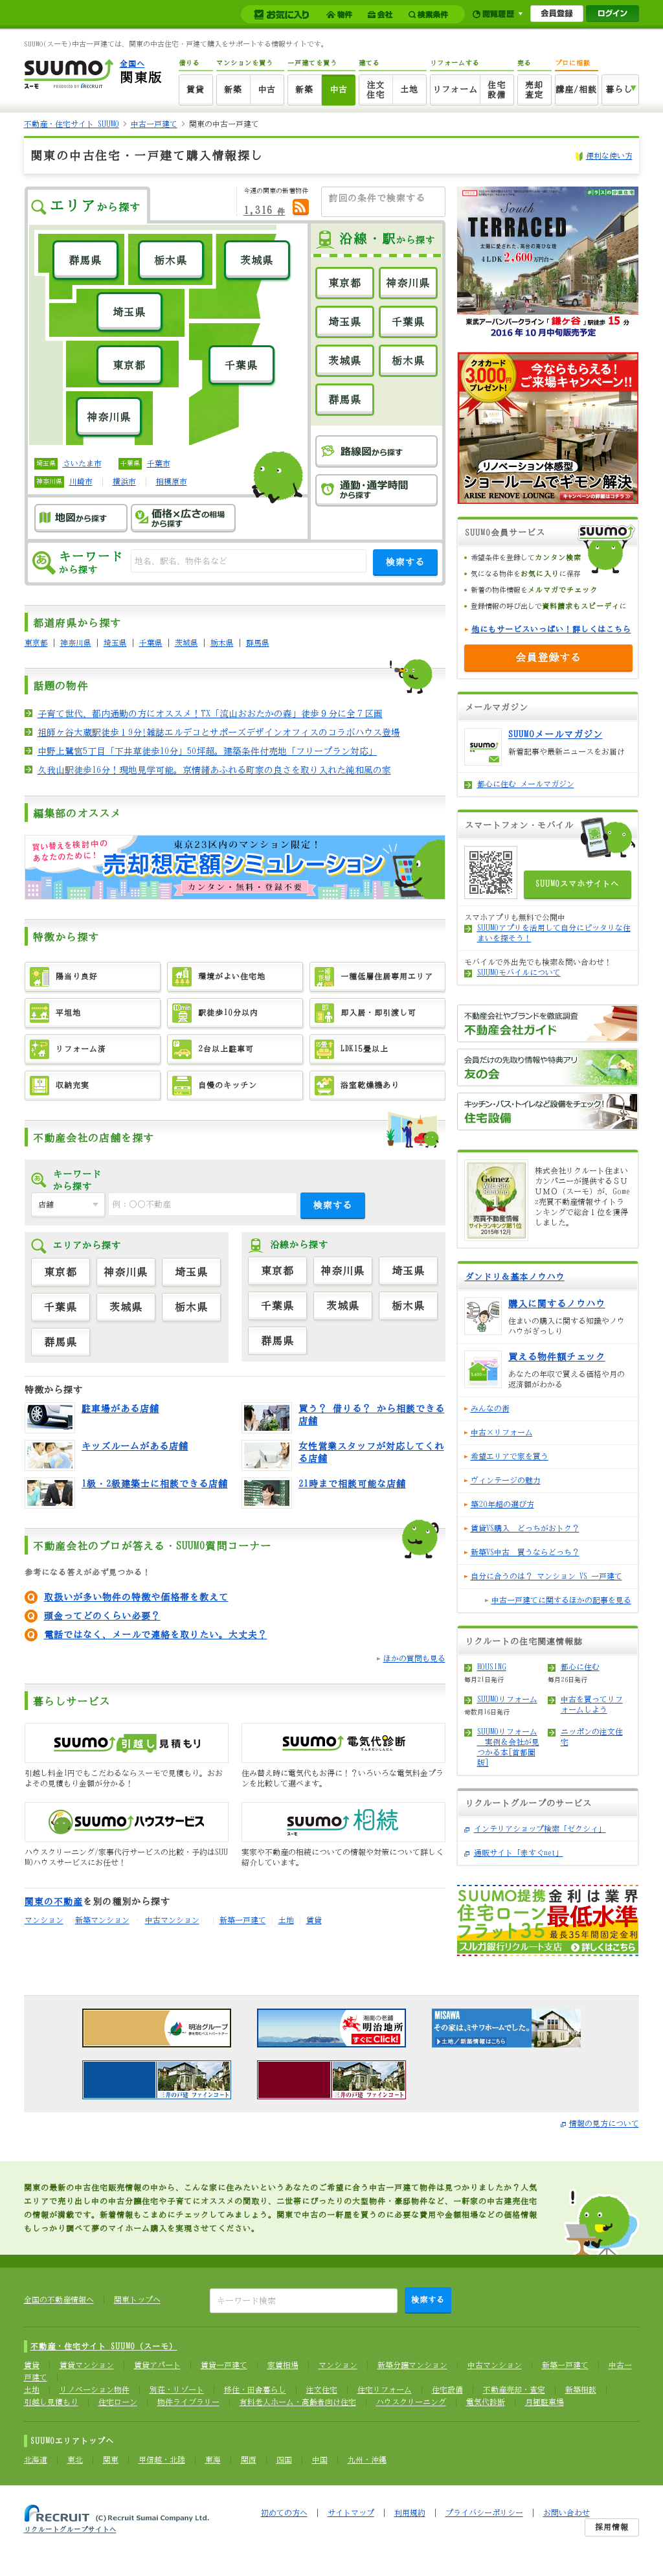 お気に入り 物件 会社 検索条件 閲覧履歴 会員登録 ログイン
SUUMO(スーモ)中古一戸建ては、関東の中古住宅・戸建て購入をサポートする情報サイトです。
SUUMO スーモ 全国へ 関東版
借りる マンションを買う 一戸建てを買う 建てる リフォームする 売る プロに相談
賃貸 新築 中古 新築 中古 注文住宅 土地 リフォーム 住宅設備 売却査定 講座/相談 暮らし
不動産・住宅サイト SUUMO > 中古一戸建て > 関東の中古一戸建て
関東の中古住宅・一戸建て購入情報探し
便利な使い方
エリアから探す
今週の関東の新着物件
1,316 件
前回の条件で検索する
群馬県 栃木県 茨城県
埼玉県
東京都 千葉県
神奈川県
埼玉県 さいたま市 千葉県 千葉市
神奈川県 川崎市 横浜市 相模原市
地図から探す
価格×広さの相場から探す
沿線・駅から探す
東京都 神奈川県
埼玉県 千葉県
茨城県 栃木県
群馬県
路線図から探す
通勤・通学時間から探す
キーワードから探す
地名、駅名、物件名など
検索する
都道府県から探す
東京都 | 神奈川県 | 埼玉県 | 千葉県 | 茨城県 | 栃木県 | 群馬県
話題の物件
子育て世代、都内通勤の方にオススメ！TX「流山おおたかの森」徒歩９分に全７区画
祖師ヶ谷大蔵駅徒歩１９分!雑誌エルデコとサポーズデザインオフィスのコラボハウス登場
中野上鷺宮5丁目「下井草徒歩10分」50坪超。建築条件付売地「フリープラン対応」
久我山駅徒歩16分！現地見学可能。京情緒あふれる町家の良さを取り入れた純和風の家
編集部のオススメ
買い替えを検討中のあなたのために！
東京23区内のマンション限定！
売却想定額シミュレーション
カンタン・無料・登録不要
特徴から探す
陽当り良好 環境がよい住宅地 一種低層住居専用エリア
平坦地 駅徒歩10分以内 即入居・即引渡し可
リフォーム済 2台以上駐車可 LDK15畳以上
収納充実 自慢のキッチン 浴室乾燥機あり
不動産会社の店舗を探す
キーワードから探す
店舗 例：〇〇不動産 検索する
エリアから探す
東京都 神奈川県 埼玉県
千葉県 茨城県 栃木県
群馬県
沿線から探す
東京都 神奈川県 埼玉県
千葉県 茨城県 栃木県
群馬県
特徴から探す
駐車場がある店舗
買う？ 借りる？ から相談できる店舗
キッズルームがある店舗
女性営業スタッフが対応してくれる店舗
1級・2級建築士に相談できる店舗
21時まで相談可能な店舗
不動産会社のプロが答える・SUUMO質問コーナー
参考になる答えが必ず見つかる！
取扱いが多い物件の特徴や価格帯を教えて
頭金ってどのくらい必要？
電話ではなく、メールで連絡を取りたい。大丈夫？
ほかの質問も見る
暮らしサービス
SUUMO引越し見積もり
引越し料金1円でもこだわるならスーモで見積もり。おおよその見積もり金額が分かる！
SUUMO電気代診断
住み替え時に電気代もお得に！？いろいろな電気料金プランを比較して選べます。
SUUMOハウスサービス
ハウスクリーニング/家事代行サービスの比較・予約はSUUMOハウスサービスにお任せ！
SUUMO スーモ 相続
実家や不動産の相続についての情報や対策について詳しく紹介しています。
関東の不動産を別の種別から探す
マンション 新築マンション 中古マンション 新築一戸建て 土地 賃貸
South
TERRACED
4LDK 2,600万円台〜
東武アーバンパークライン「鎌ヶ谷」駅徒歩15分
2016年10月中旬販売予定
クオカード 3,000円 プレゼント!
今ならもらえる！
ご来場キャンペーン!!
リノベーション体感型
ショールームでギモン解決
ARISE RENOVE LOUNGE キャンペーンの詳細はコチラ
SUUMO会員サービス
希望条件を登録してカンタン検索
気になる物件をお気に入りに保存
新着の物件情報をメルマガでチェック
登録情報の呼び出しで資料請求もスピーディに
他にもサービスいっぱい！詳しくはこちら
会員登録する
メールマガジン
SUUMOメールマガジン
新着記事や最新ニュースをお届け
都心に住む メールマガジン
スマートフォン・モバイル
SUUMOスマホサイトへ
スマホアプリも無料で公開中
SUUMOアプリを活用して自分にピッタリな住まいを探そう！
モバイルで外出先でも検索&問い合わせ！
SUUMOモバイルについて
不動産会社やブランドを徹底調査
不動産会社ガイド
会員だけの先取り情報や特典アリ
友の会
キッチン・バス・トイレなど設備をチェック!!
住宅設備
Gomez
売買不動産情報
サイトランキング第1位
2015年12月
株式会社リクルート住まいカンパニーが提供するＳＵＵＭＯ（スーモ）が、Gomez売買不動産情報サイトランキングで総合１位を獲得しました。
ダンドリ＆基本ノウハウ
購入に関するノウハウ
住まいの購入に関する知識やノウハウがぎっしり
買える物件額チェック
あなたの年収で買える価格や月の返済額がわかる
みんなの街
中古×リフォーム
希望エリアで家を買う
ヴィンテージの魅力
築20年超の選び方
賃貸VS購入 どっちがおトク？
新築VS中古 買うならどっち？
自分に合うのは？ マンション VS 一戸建て
中古一戸建てに関するほかの記事を見る
リクルートの住宅関連情報誌
HOUSING 毎月21日発行
都心に住む 毎月26日発行
SUUMOリフォーム 奇数月16日発行
中古を買ってリフォームしよう
SUUMOリフォーム 実例＆会社が見つかる本[首都圏版]
ニッポンの注文住宅
リクルートグループのサービス
インテリアショップ検索「ゼクシィ」
通販サイト「赤すぐnet」
SUUMO提携 金利は業界
住宅ローン フラット35 最低水準
最長35年間固定金利
スルガ銀行リクルート支店 詳しくはこちら
明治グループ
湘南の老舗 明治地所 すぐにClick!
MISAWA
その家は、ミサワホームでした。
土地／新築情報はこちら
三井の戸建 ファインコート
三井の戸建 ファインコート
情報の見方について
関東の最新の中古住宅販売情報の中から、こんな家に住みたいというあなたのご希望に合う中古一戸建て物件は見つかりましたか？人気エリアで売り出し中の中古分譲住宅や子育てにオススメの間取り、二世帯にぴったりの大型物件・豪邸物件など、一軒家の中古建売住宅の情報が満載です。新着情報もこまめにチェックしてみましょう。関東で中古の一軒屋を買うのに必要な費用や金額相場などの価格情報もしっかり調べて夢のマイホーム購入を実現させてください。
全国の不動産情報へ 関東トップへ キーワード検索 検索する
不動産・住宅サイト SUUMO（スーモ）
賃貸 賃貸マンション 賃貸アパート 賃貸一戸建て 家賃相場 マンション 新築分譲マンション 中古マンション 新築一戸建て 中古一戸建て
土地 リノベーション物件 別荘・リゾート 移住・田舎暮らし 注文住宅 住宅リフォーム 住宅設備 不動産売却・査定 新築相談
引越し見積もり 住宅ローン 物件ライブラリー 有料老人ホーム・高齢者向け住宅 ハウスクリーニング 電気代診断 月極駐車場
SUUMOエリアトップへ
北海道 東北 関東 甲信越・北陸 東海 関西 四国 中国 九州・沖縄
RECRUIT (C)Recruit Sumai Company Ltd.
リクルートグループサイトへ
初めての方へ | サイトマップ | 利用規約 | プライバシーポリシー | お問い合わせ
採用情報